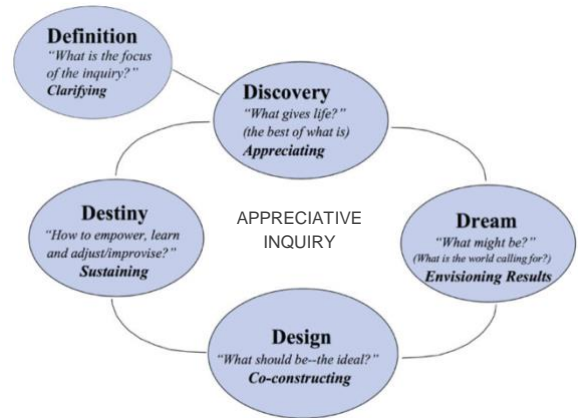 Definition
“What is the focus
of the inquiry?”
Clarifying
Discovery
“What gives life?”
(the best of what is)
Appreciating
Destiny
“How to empower, learn
and adjust/improvise?”
Sustaining
APPRECIATIVE
INQUIRY
Dream
“What might be?”
(What is the world calling for?)
Envisioning Results
Design
“What should be--the ideal?”
Co-constructing